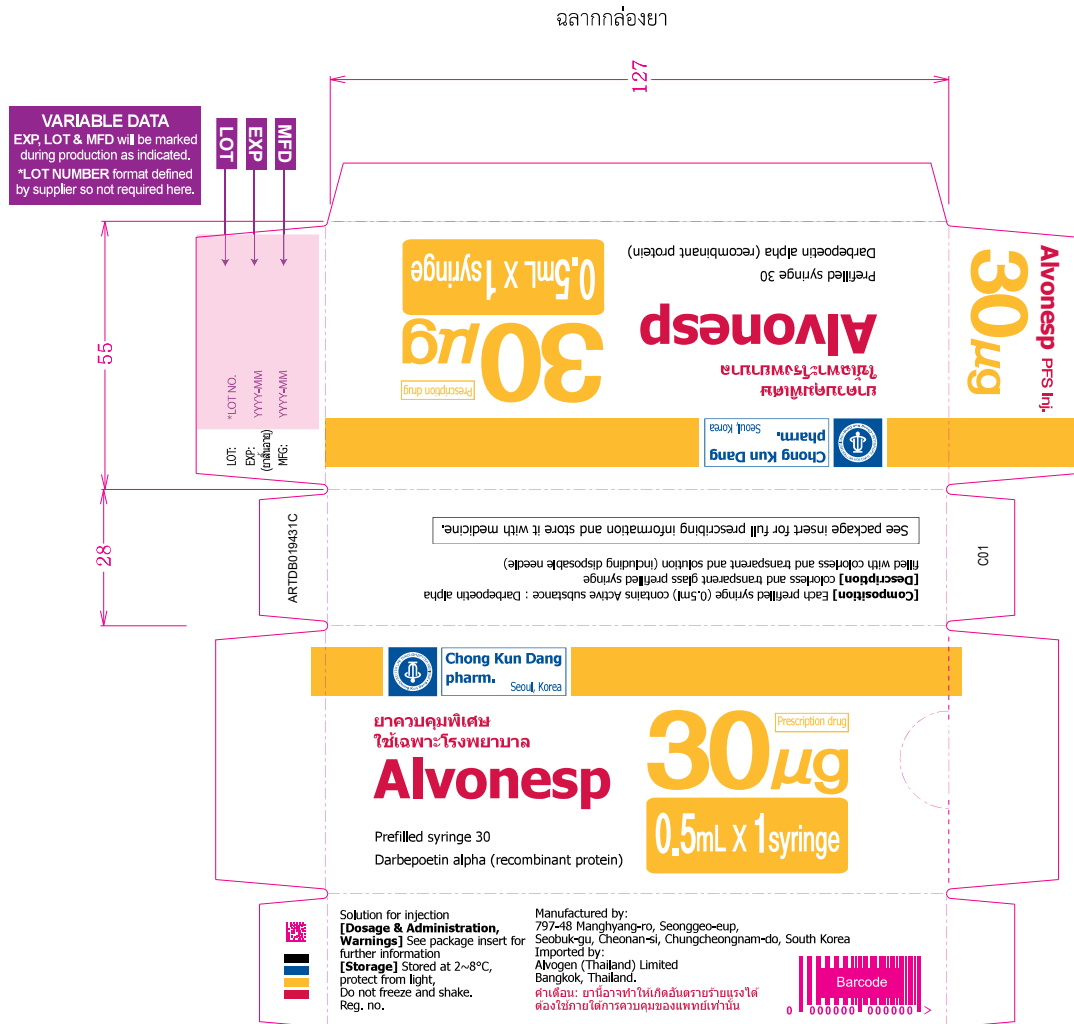 ฉลากกล่องยา
127
VARIABLE DATA
EXP, LOT & MFD will be marked
during production as indicated.
*LOT NUMBER format defined
by supplier so not required here.
LOT
EXP
MFD
55
LOT: *LOT NO.
EXP: YYYY-MM
(ยาสิ้นอายุ)
MFG: YYYY-MM
Chong Kun Dang
pharm.
Seoul, Korea
ยาควบคุมพิเศษ
ใช้เฉพาะโรงพยาบาล
Alvonesp
Prefilled syringe 30
Darbepoetin alpha (recombinant protein)
Prescription drug
30µg
0.5mL X 1syringe
Alvonesp PFS Inj.
30µg
28
ARTDB019431C
[Composition] Each prefilled syringe (0.5ml) contains Active substance : Darbepoetin alpha
[Description] colorless and transparent glass prefilled syringe
filled with colorless and transparent and solution (including disposable needle)
See package insert for full prescribing information and store it with medicine.
C01
Chong Kun Dang
pharm.
Seoul, Korea
ยาควบคุมพิเศษ
ใช้เฉพาะโรงพยาบาล
Alvonesp
Prefilled syringe 30
Darbepoetin alpha (recombinant protein)
Prescription drug
30µg
0.5mL X 1syringe
Solution for injection
[Dosage & Administration,
Warnings] See package insert for
further information
[Storage] Stored at 2~8°C,
protect from light,
Do not freeze and shake.
Reg. no.
Manufactured by:
797-48 Manghyang-ro, Seonggeo-eup,
Seobuk-gu, Cheonan-si, Chungcheongnam-do, South Korea
Imported by:
Alvogen (Thailand) Limited
Bangkok, Thailand.
คำเตือน: ยานี้อาจทำให้เกิดอันตรายร้ายแรงได้
ต้องใช้ภายใต้การควบคุมของแพทย์เท่านั้น
Barcode
0 000000 000000 >